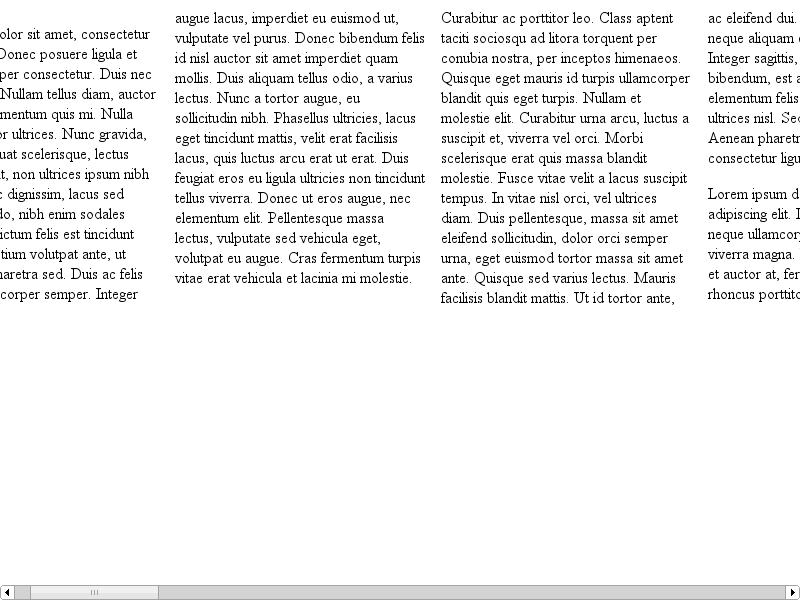 olor sit amet, consectetur
Donec posuere ligula et
per consectetur. Duis nec
Nullam tellus diam, auctor
mentum quis mi. Nulla
or ultrices. Nunc gravida,
uat scelerisque, lectus
it, non ultrices ipsum nibh
c dignissim, lacus sed
do, nibh enim sodales
ictum felis est tincidunt
tium volutpat ante, ut
haretra sed. Duis ac felis
corper semper. Integer
augue lacus, imperdiet eu euismod ut,
vulputate vel purus. Donec bibendum felis
id nisl auctor sit amet imperdiet quam
mollis. Duis aliquam tellus odio, a varius
lectus. Nunc a tortor augue, eu
sollicitudin nibh. Phasellus ultricies, lacus
eget tincidunt mattis, velit erat facilisis
lacus, quis luctus arcu erat ut erat. Duis
feugiat eros eu ligula ultricies non tincidunt
tellus viverra. Donec ut eros augue, nec
elementum elit. Pellentesque massa
lectus, vulputate sed vehicula eget,
volutpat eu augue. Cras fermentum turpis
vitae erat vehicula et lacinia mi molestie.
Curabitur ac porttitor leo. Class aptent
taciti sociosqu ad litora torquent per
conubia nostra, per inceptos himenaeos.
Quisque eget mauris id turpis ullamcorper
blandit quis eget turpis. Nullam et
molestie elit. Curabitur urna arcu, luctus a
suscipit et, viverra vel orci. Morbi
scelerisque erat quis massa blandit
molestie. Fusce vitae velit a lacus suscipit
tempus. In vitae nisl orci, vel ultrices
diam. Duis pellentesque, massa sit amet
eleifend sollicitudin, dolor orci semper
urna, eget euismod tortor massa sit amet
ante. Quisque sed varius lectus. Mauris
facilisis blandit mattis. Ut id tortor ante,
ac eleifend dui.
neque aliquam
Integer sagittis,
bibendum, est a
elementum felis
ultrices nisl. Sed
Aenean pharetr
consectetur ligu
Lorem ipsum d
adipiscing elit. I
neque ullamcorp
viverra magna.
et auctor at, fer
rhoncus porttito